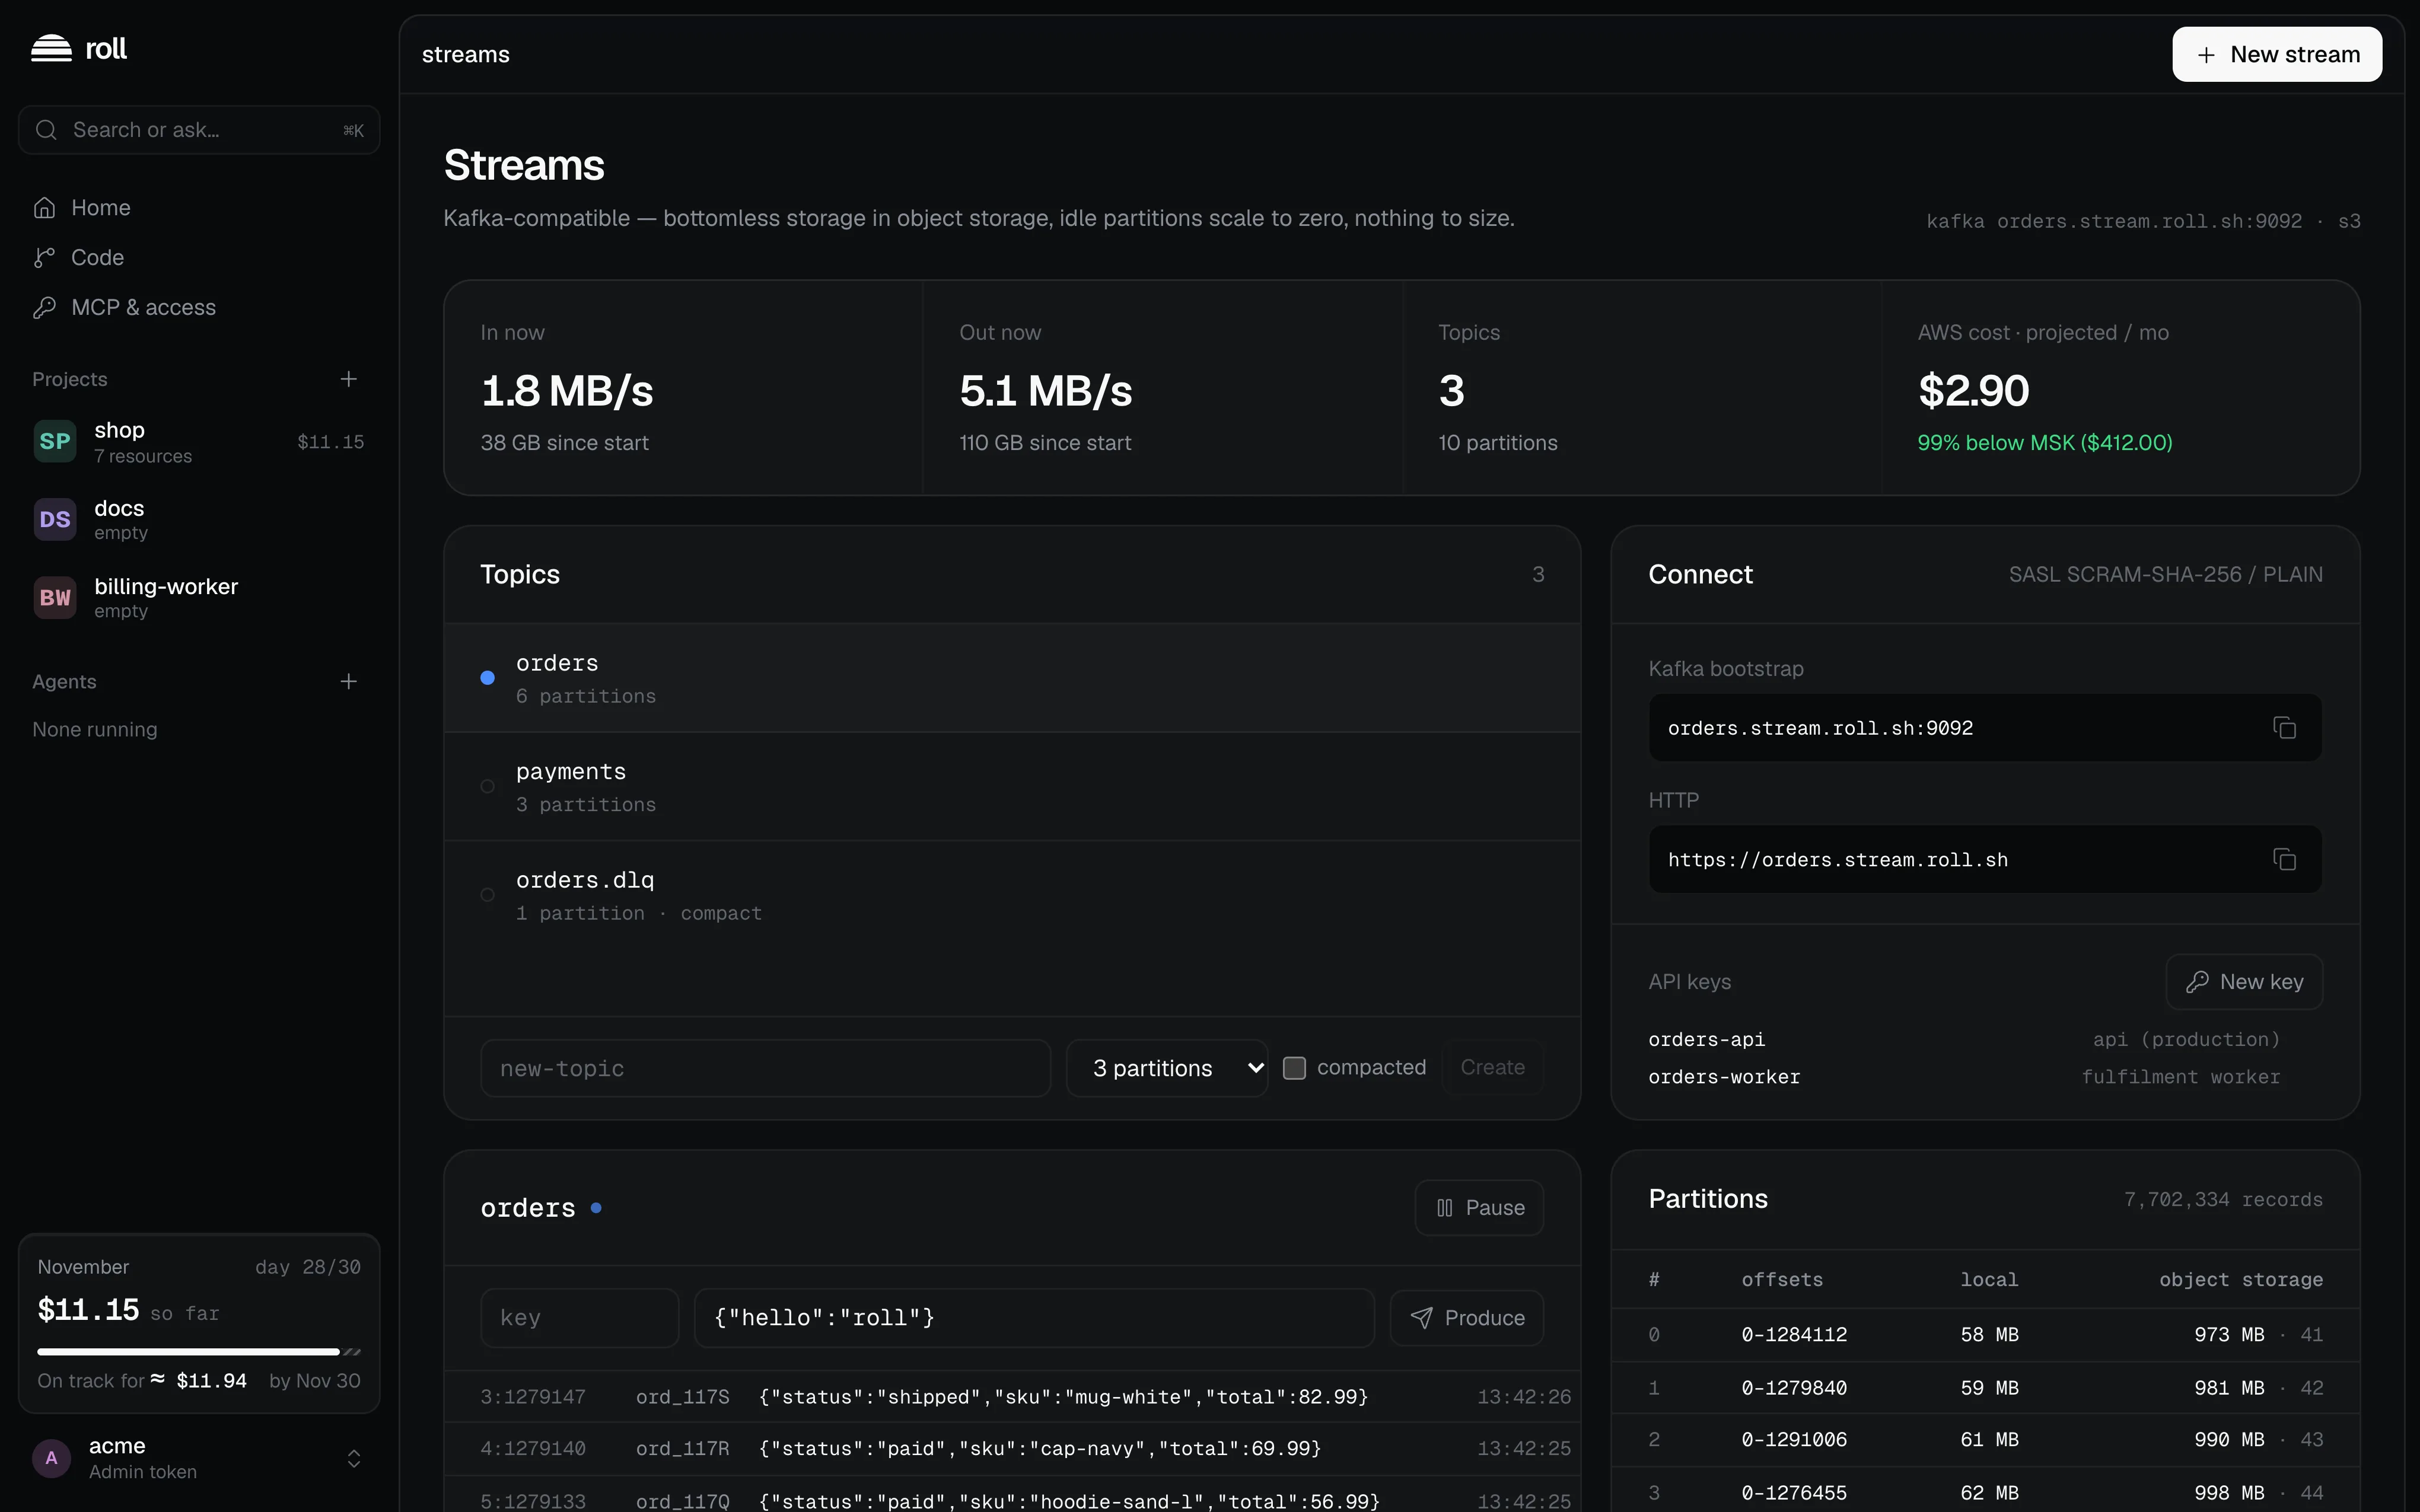 roll
Search or ask… ⌘K
Home
Code
MCP & access
Projects
SP shop $11.15
7 resources
DS docs
empty
BW billing-worker
empty
Agents
None running
November day 28/30
$11.15 so far
On track for ≈ $11.94 by Nov 30
A acme
Admin token
streams
New stream
Streams
Kafka-compatible — bottomless storage in object storage, idle partitions scale to zero, nothing to size.
kafka orders.stream.roll.sh:9092 · s3
In now
1.8 MB/s
38 GB since start
Out now
5.1 MB/s
110 GB since start
Topics
3
10 partitions
AWS cost · projected / mo
$2.90
99% below MSK ($412.00)
Topics 3
orders
6 partitions
payments
3 partitions
orders.dlq
1 partition · compact
new-topic 3 partitions compacted Create
Connect SASL SCRAM-SHA-256 / PLAIN
Kafka bootstrap
orders.stream.roll.sh:9092
HTTP
https://orders.stream.roll.sh
API keys New key
orders-api api (production)
orders-worker fulfilment worker
orders Pause
key {"hello":"roll"} Produce
3:1279147 ord_117S {"status":"shipped","sku":"mug-white","total":82.99} 13:42:26
4:1279140 ord_117R {"status":"paid","sku":"cap-navy","total":69.99} 13:42:25
5:1279133 ord_117Q {"status":"paid","sku":"hoodie-sand-l","total":56.99} 13:42:25
Partitions 7,702,334 records
# offsets local object storage
0 0-1284112 58 MB 973 MB · 41
1 0-1279840 59 MB 981 MB · 42
2 0-1291006 61 MB 990 MB · 43
3 0-1276455 62 MB 998 MB · 44